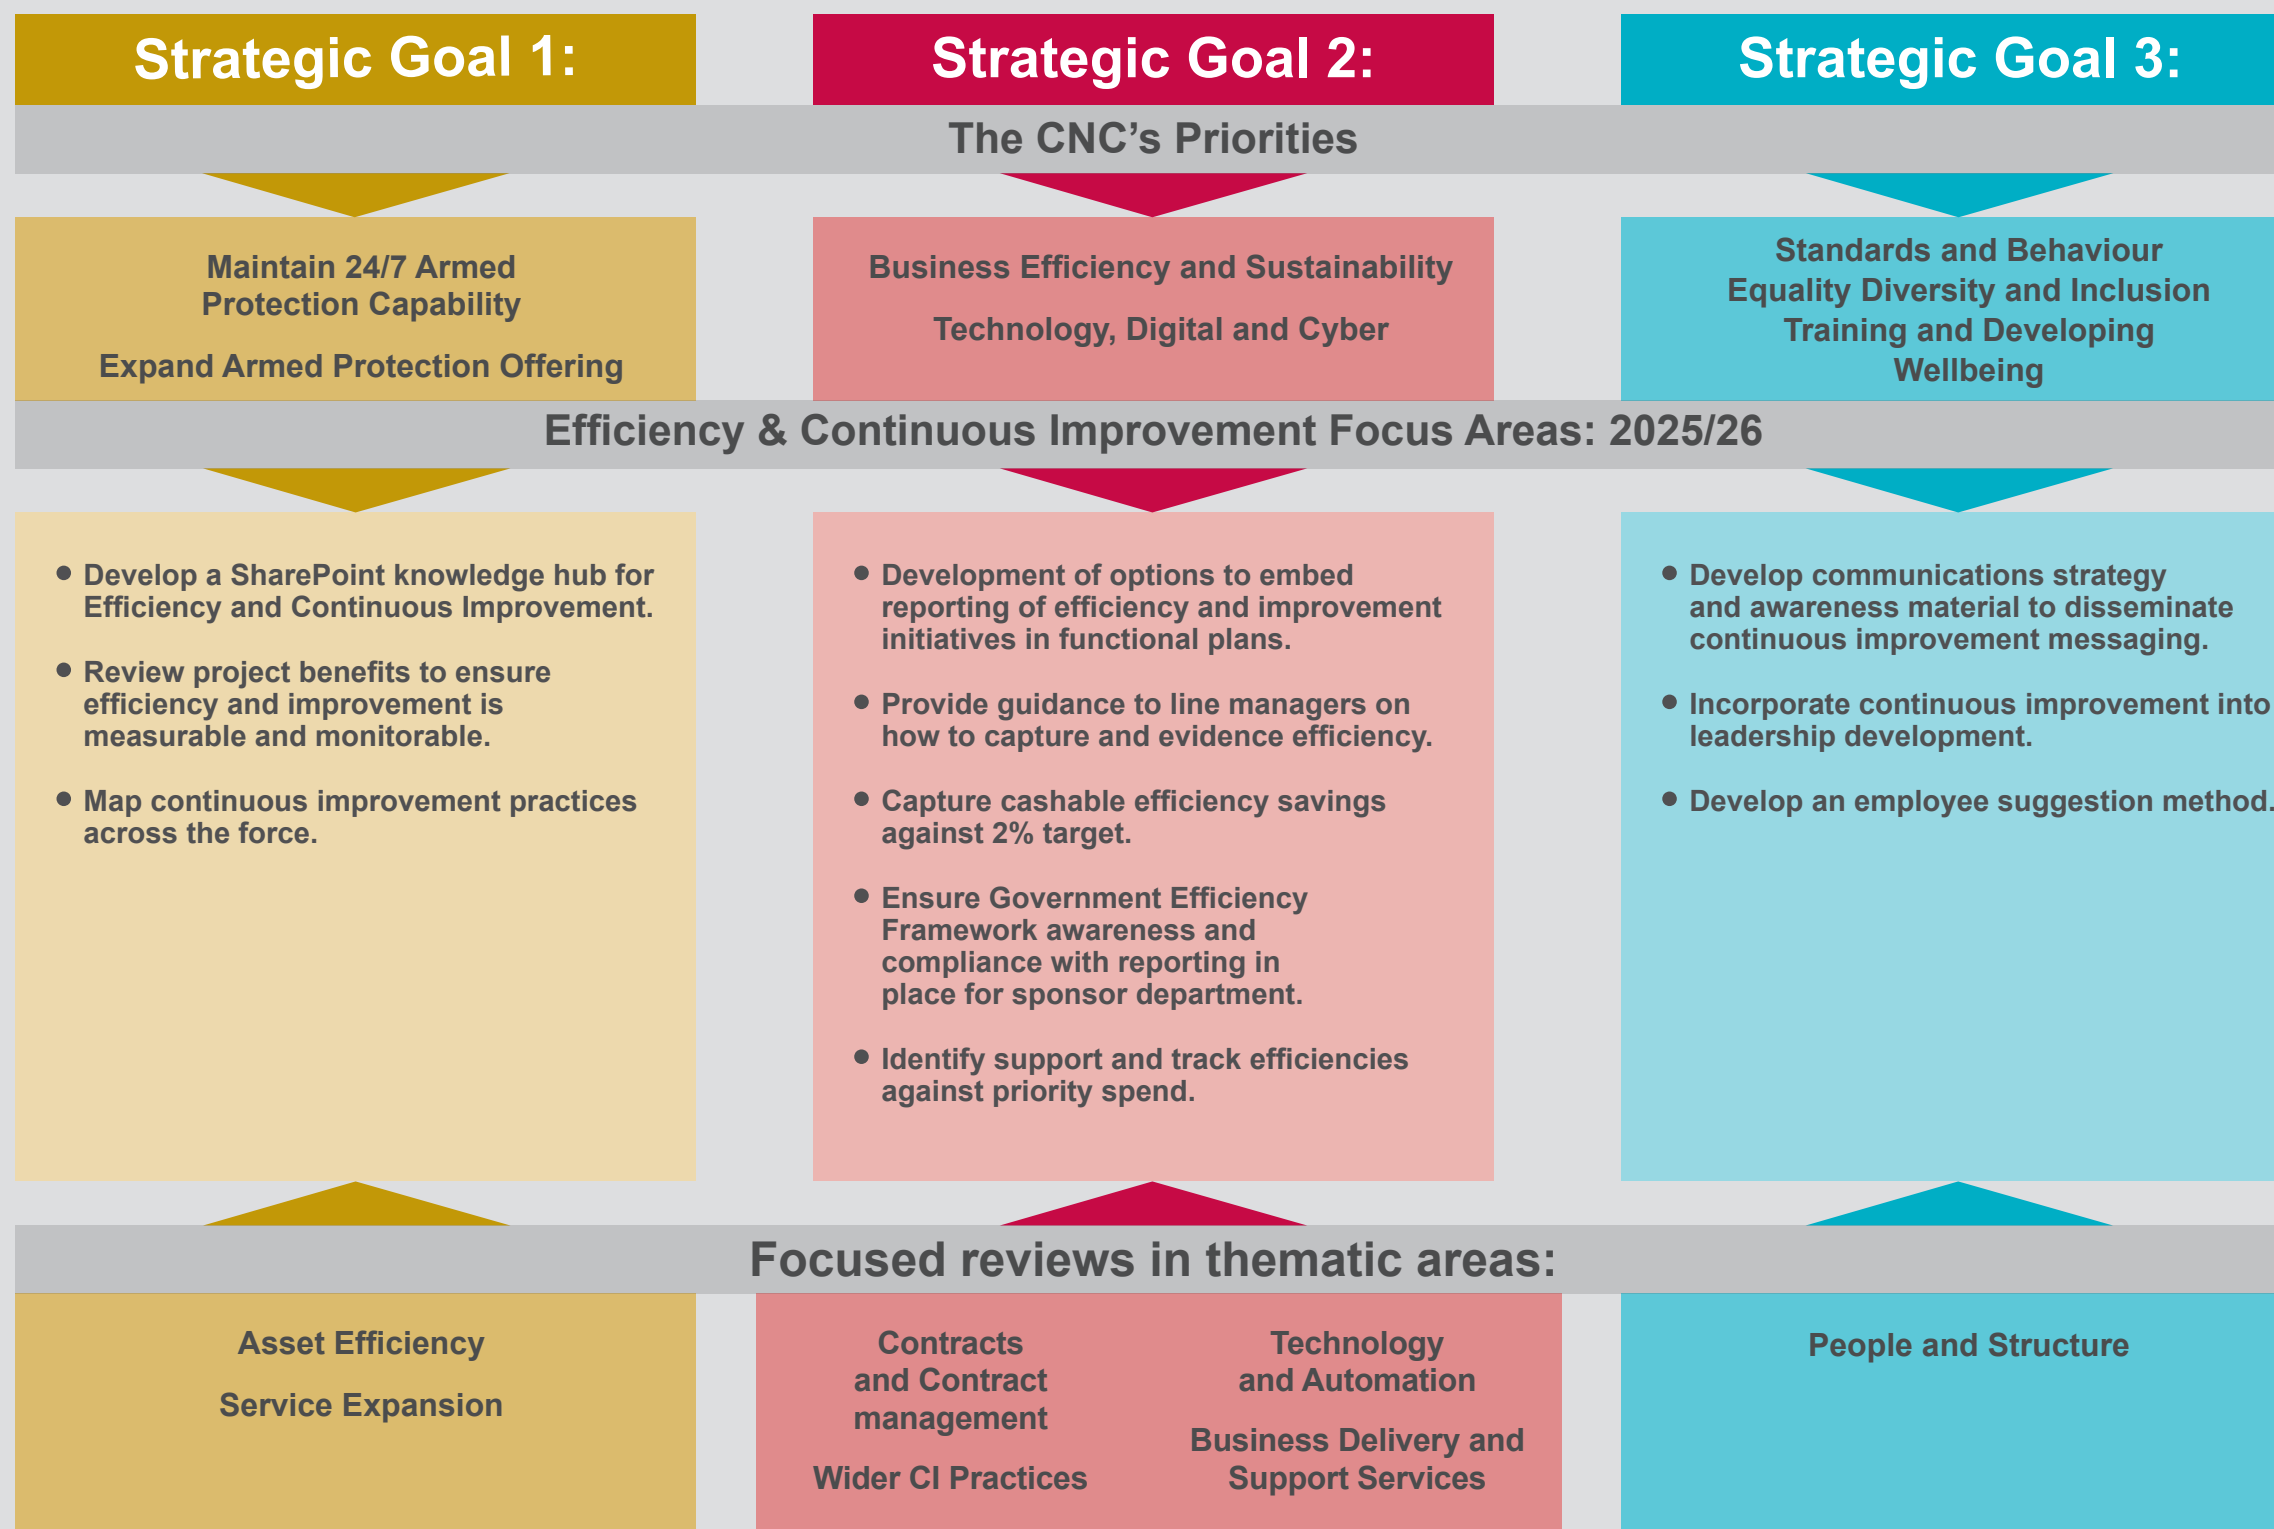 Strategic Goal 1:
Strategic Goal 2:
Strategic Goal 3:
The CNC’s Priorities
Maintain 24/7 Armed
Protection Capability
Expand Armed Protection Offering
Business Efficiency and Sustainability
Technology, Digital and Cyber
Standards and Behaviour
Equality Diversity and Inclusion
Training and Developing
Wellbeing
Efficiency & Continuous Improvement Focus Areas: 2025/26
• Develop a SharePoint knowledge hub for
Efficiency and Continuous Improvement.
• Review project benefits to ensure
efficiency and improvement is
measurable and monitorable.
• Map continuous improvement practices
across the force.
• Development of options to embed
reporting of efficiency and improvement
initiatives in functional plans.
• Provide guidance to line managers on
how to capture and evidence efficiency.
• Capture cashable efficiency savings
against 2% target.
• Ensure Government Efficiency
Framework awareness and
compliance with reporting in
place for sponsor department.
• Identify support and track efficiencies
against priority spend.
• Develop communications strategy
and awareness material to disseminate
continuous improvement messaging.
• Incorporate continuous improvement into
leadership development.
• Develop an employee suggestion method.
Focused reviews in thematic areas:
Asset Efficiency
Service Expansion
Contracts
and Contract
management
Wider CI Practices
Technology
and Automation
Business Delivery and
Support Services
People and Structure